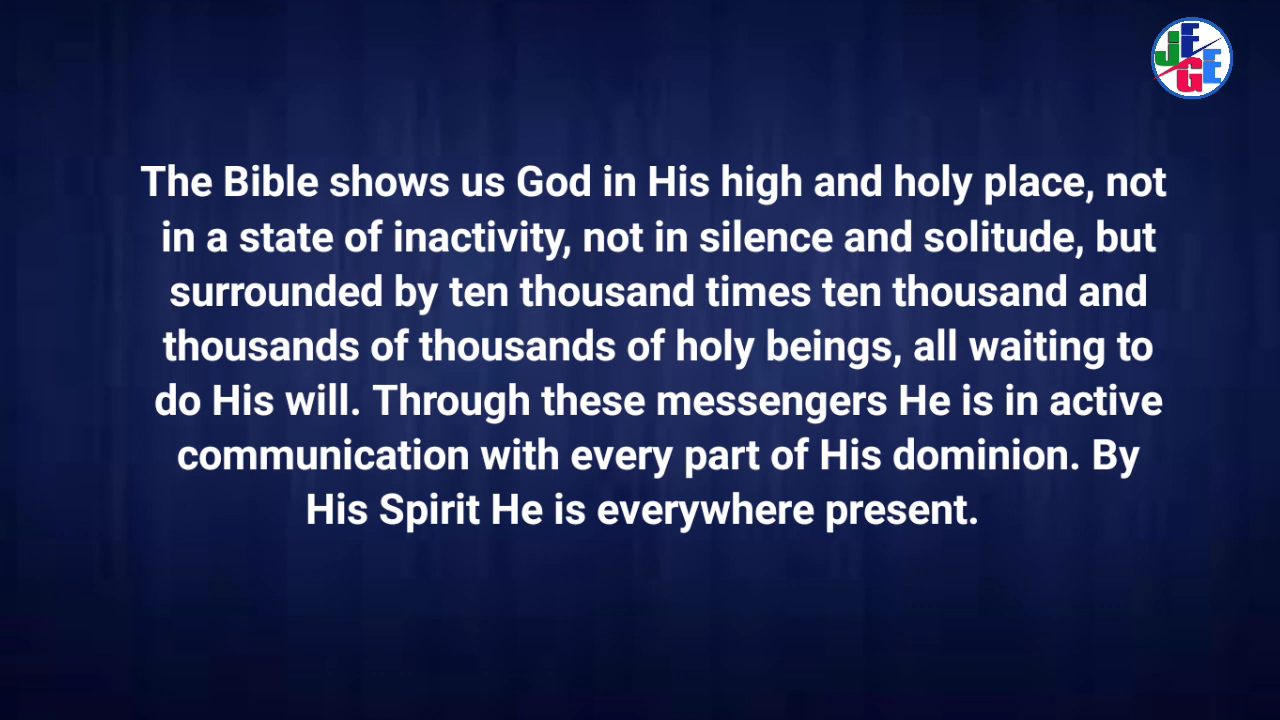 JE
GE
The Bible shows us God in His high and holy place, not
in a state of inactivity, not in silence and solitude, but
surrounded by ten thousand times ten thousand and
thousands of thousands of holy beings, all waiting to
do His will. Through these messengers He is in active
communication with every part of His dominion. By
His Spirit He is everywhere present.